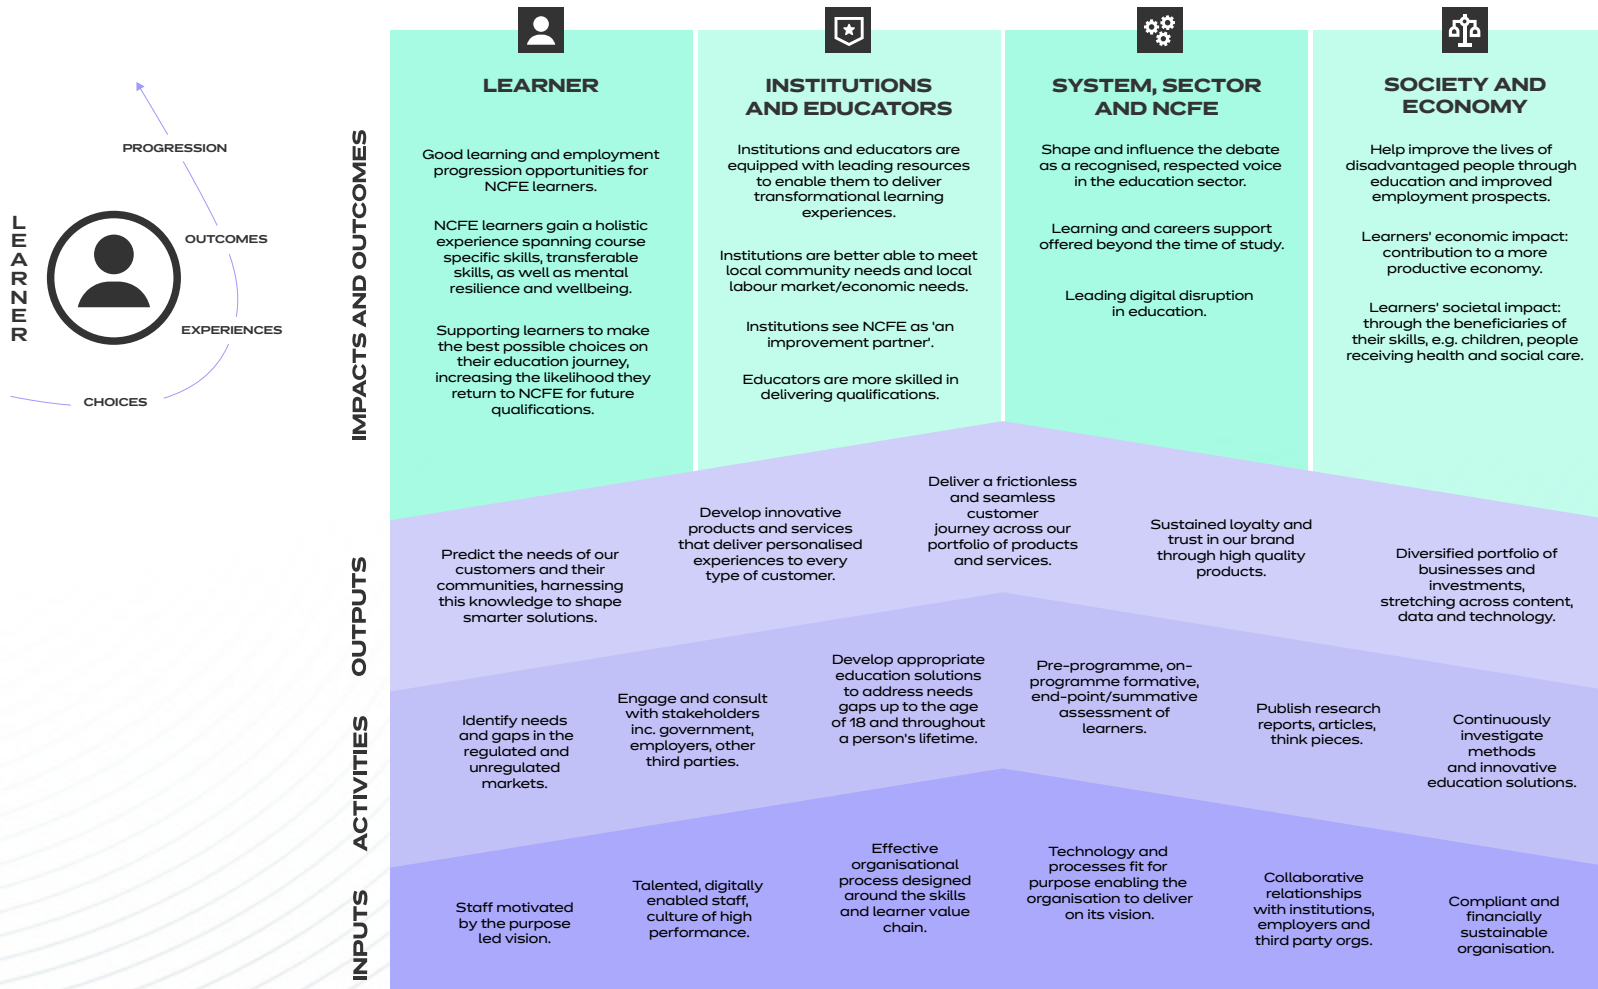 PROGRESSION
OUTCOMES
EXPERIENCES
CHOICES
LEARNER
IMPACTS AND OUTCOMES
LEARNER
Good learning and employment
progression opportunities for
NCFE learners.
NCFE learners gain a holistic
experience spanning course
specific skills, transferable
skills, as well as mental
resilience and wellbeing.
Supporting learners to make
the best possible choices on
their education journey,
increasing the likelihood they
return to NCFE for future
qualifications.
INSTITUTIONS
AND EDUCATORS
Institutions and educators are
equipped with leading resources
to enable them to deliver
transformational learning
experiences.
Institutions are better able to meet
local community needs and local
labour market/economic needs.
Institutions see NCFE as 'an
improvement partner'.
Educators are more skilled in
delivering qualifications.
SYSTEM, SECTOR
AND NCFE
Shape and influence the debate
as a recognised, respected voice
in the education sector.
Learning and careers support
offered beyond the time of study.
Leading digital disruption
in education.
SOCIETY AND
ECONOMY
Help improve the lives of
disadvantaged people through
education and improved
employment prospects.
Learners' economic impact:
contribution to a more
productive economy.
Learners' societal impact:
through the beneficiaries of
their skills, e.g. children, people
receiving health and social care.
OUTPUTS
Predict the needs of our
customers and their
communities, harnessing
this knowledge to shape
smarter solutions.
Develop innovative
products and services
that deliver personalised
experiences to every
type of customer.
Deliver a frictionless
and seamless
customer
journey across our
portfolio of products
and services.
Sustained loyalty and
trust in our brand
through high quality
products.
Diversified portfolio of
businesses and
investments,
stretching across content,
data and technology.
ACTIVITIES
Identify needs
and gaps in the
regulated and
unregulated
markets.
Engage and consult
with stakeholders
inc. government,
employers, other
third parties.
Develop appropriate
education solutions
to address needs
gaps up to the age
of 18 and throughout
a person's lifetime.
Pre-programme, on-
programme formative,
end-point/summative
assessment of
learners.
Publish research
reports, articles,
think pieces.
Continuously
investigate
methods
and innovative
education solutions.
INPUTS
Staff motivated
by the purpose
led vision.
Talented, digitally
enabled staff,
culture of high
performance.
Effective
organisational
process designed
around the skills
and learner value
chain.
Technology and
processes fit for
purpose enabling the
organisation to deliver
on its vision.
Collaborative
relationships
with institutions,
employers and
third party orgs.
Compliant and
financially
sustainable
organisation.